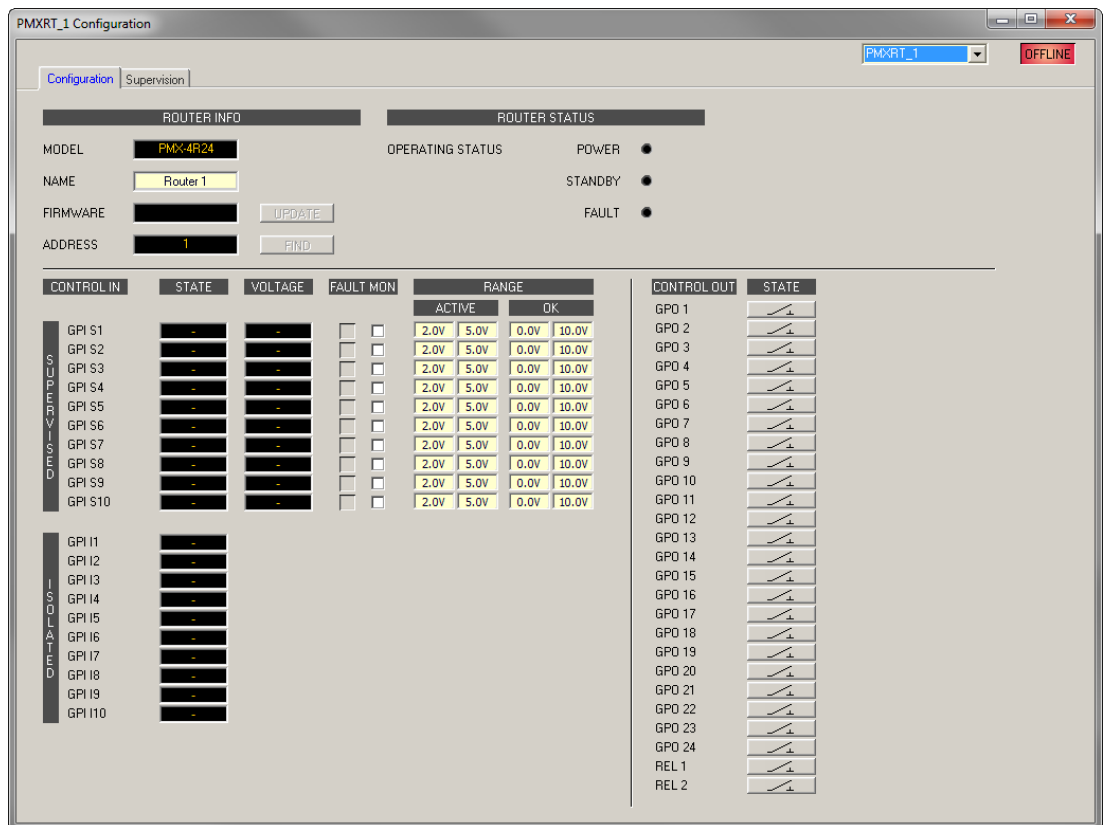 PMXRT_1 Configuration
PMXRT_1
OFFLINE
Configuration Supervision
ROUTER INFO
MODEL PMX-4R24
NAME Router 1
FIRMWARE UPDATE
ADDRESS 1 FIND
ROUTER STATUS
OPERATING STATUS POWER
STANDBY
FAULT
CONTROL IN STATE VOLTAGE FAULT MON RANGE
ACTIVE OK
SUPERVISED
GPI S1 - - 2.0V 5.0V 0.0V 10.0V
GPI S2 - - 2.0V 5.0V 0.0V 10.0V
GPI S3 - - 2.0V 5.0V 0.0V 10.0V
GPI S4 - - 2.0V 5.0V 0.0V 10.0V
GPI S5 - - 2.0V 5.0V 0.0V 10.0V
GPI S6 - - 2.0V 5.0V 0.0V 10.0V
GPI S7 - - 2.0V 5.0V 0.0V 10.0V
GPI S8 - - 2.0V 5.0V 0.0V 10.0V
GPI S9 - - 2.0V 5.0V 0.0V 10.0V
GPI S10 - - 2.0V 5.0V 0.0V 10.0V
ISOLATED
GPI I1 -
GPI I2 -
GPI I3 -
GPI I4 -
GPI I5 -
GPI I6 -
GPI I7 -
GPI I8 -
GPI I9 -
GPI I10 -
CONTROL OUT STATE
GPO 1
GPO 2
GPO 3
GPO 4
GPO 5
GPO 6
GPO 7
GPO 8
GPO 9
GPO 10
GPO 11
GPO 12
GPO 13
GPO 14
GPO 15
GPO 16
GPO 17
GPO 18
GPO 19
GPO 20
GPO 21
GPO 22
GPO 23
GPO 24
REL 1
REL 2